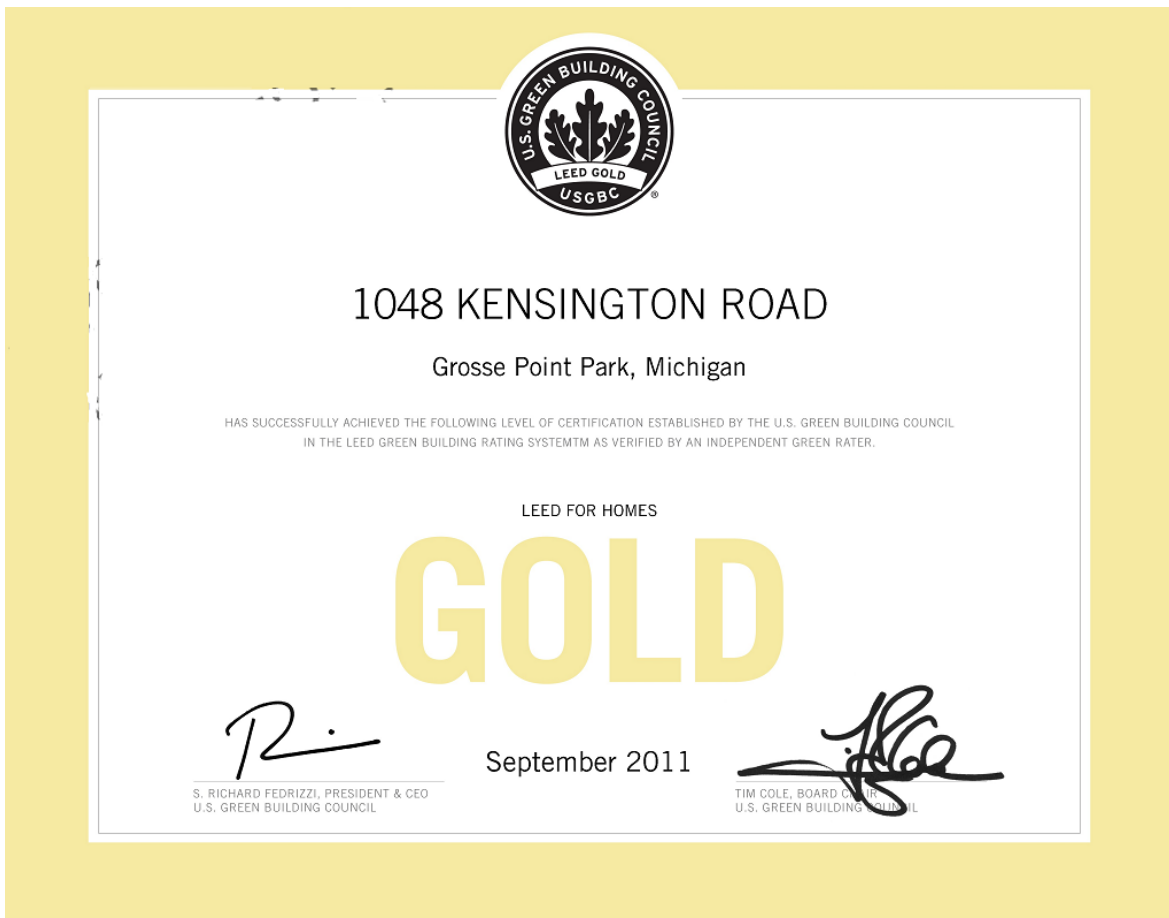 U.S. GREEN BUILDING COUNCIL
LEED GOLD
USGBC
®
1048 KENSINGTON ROAD
Grosse Point Park, Michigan
HAS SUCCESSFULLY ACHIEVED THE FOLLOWING LEVEL OF CERTIFICATION ESTABLISHED BY THE U.S. GREEN BUILDING COUNCIL
IN THE LEED GREEN BUILDING RATING SYSTEMTM AS VERIFIED BY AN INDEPENDENT GREEN RATER.
LEED FOR HOMES
GOLD
September 2011
S. RICHARD FEDRIZZI, PRESIDENT & CEO
U.S. GREEN BUILDING COUNCIL
TIM COLE, BOARD CHAIR
U.S. GREEN BUILDING COUNCIL